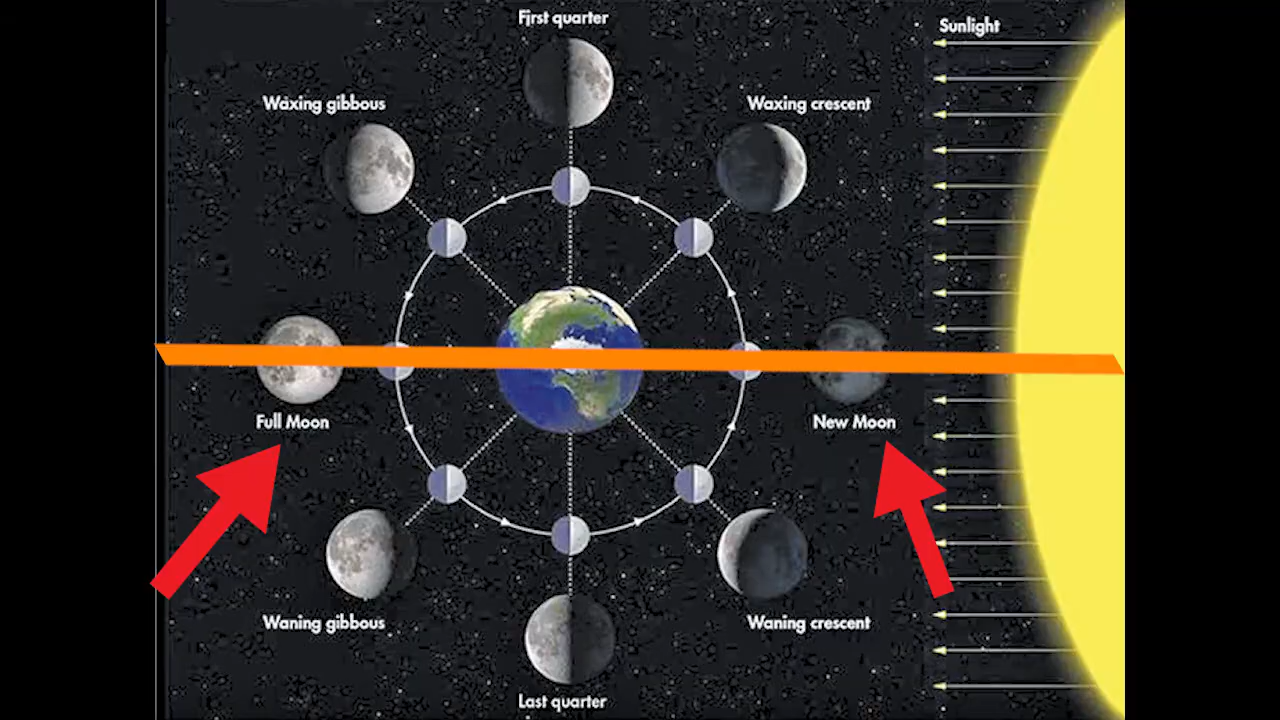 First quarter
Sunlight
Waxing gibbous
Waxing crescent
Full Moon
New Moon
Waning gibbous
Waning crescent
Last quarter